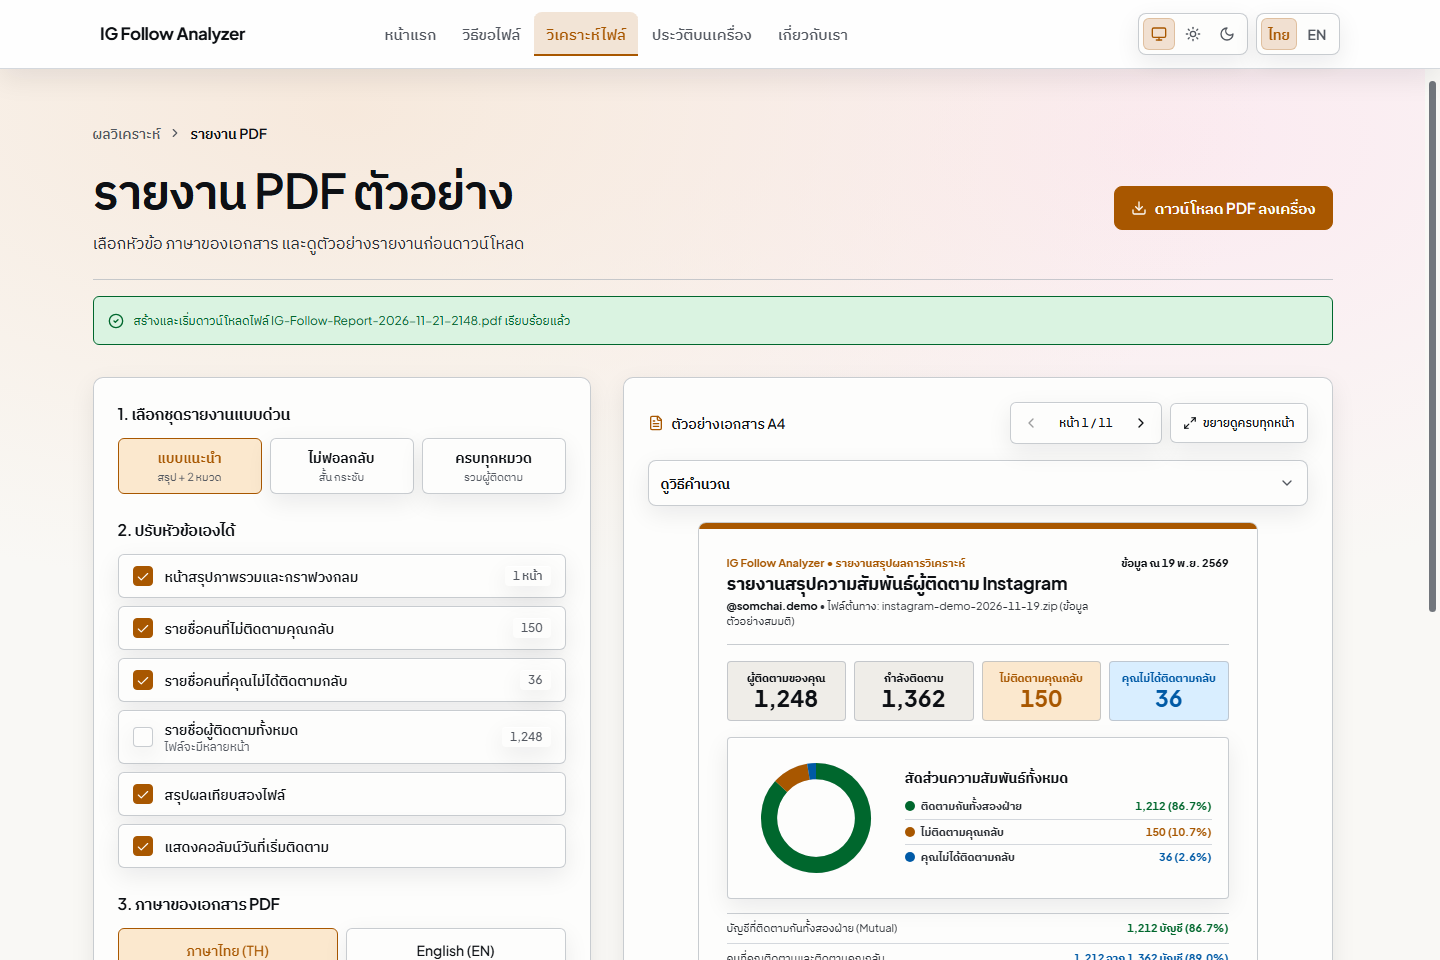 IG Follow Analyzer
หน้าแรก
วิธีขอไฟล์
วิเคราะห์ไฟล์
ประวัติบนเครื่อง
เกี่ยวกับเรา
ไทย
EN
ผลวิเคราะห์ > รายงาน PDF
รายงาน PDF ตัวอย่าง
เลือกหัวข้อ ภาษาของเอกสาร และดูตัวอย่างรายงานก่อนดาวน์โหลด
ดาวน์โหลด PDF ลงเครื่อง
สร้างและเริ่มดาวน์โหลดไฟล์ IG-Follow-Report-2026-11-21-2148.pdf เรียบร้อยแล้ว
1. เลือกชุดรายงานแบบด่วน
แบบแนะนำ
สรุป + 2 หมวด
ไม่ฟอลกลับ
สั้น กระชับ
ครบทุกหมวด
รวมผู้ติดตาม
2. ปรับหัวข้อเองได้
หน้าสรุปภาพรวมและกราฟวงกลม
1 หน้า
รายชื่อคนที่ไม่ติดตามคุณกลับ
150
รายชื่อคนที่คุณไม่ได้ติดตามกลับ
36
รายชื่อผู้ติดตามทั้งหมด
ไฟล์จะมีหลายหน้า
1,248
สรุปผลเทียบสองไฟล์
แสดงคอลัมน์วันที่เริ่มติดตาม
3. ภาษาของเอกสาร PDF
ภาษาไทย (TH)
English (EN)
ตัวอย่างเอกสาร A4
หน้า 1 / 11
ขยายดูครบทุกหน้า
ดูวิธีคำนวณ
IG Follow Analyzer • รายงานสรุปผลการวิเคราะห์
ข้อมูล ณ 19 พ.ย. 2569
รายงานสรุปความสัมพันธ์ผู้ติดตาม Instagram
@somchai.demo • ไฟล์ต้นทาง: instagram-demo-2026-11-19.zip (ข้อมูล
ตัวอย่างสมมติ)
ผู้ติดตามของคุณ
1,248
กำลังติดตาม
1,362
ไม่ติดตามคุณกลับ
150
คุณไม่ได้ติดตามกลับ
36
สัดส่วนความสัมพันธ์ทั้งหมด
ติดตามกันทั้งสองฝ่าย 1,212 (86.7%)
ไม่ติดตามคุณกลับ 150 (10.7%)
คุณไม่ได้ติดตามกลับ 36 (2.6%)
บัญชีที่ติดตามกันทั้งสองฝ่าย (Mutual) 1,212 บัญชี (86.7%)
คนที่คุณติดตามและติดตามคุณกลับ 1,212 จาก 1,362 บัญชี (89.0%)